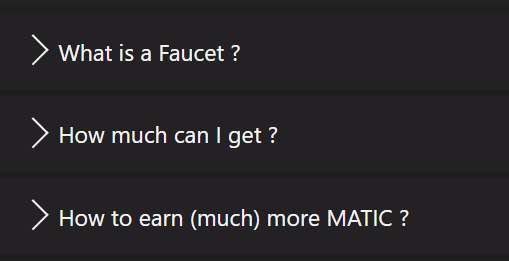 What is a Faucet ?
How much can I get ?
How to earn (much) more MATIC ?